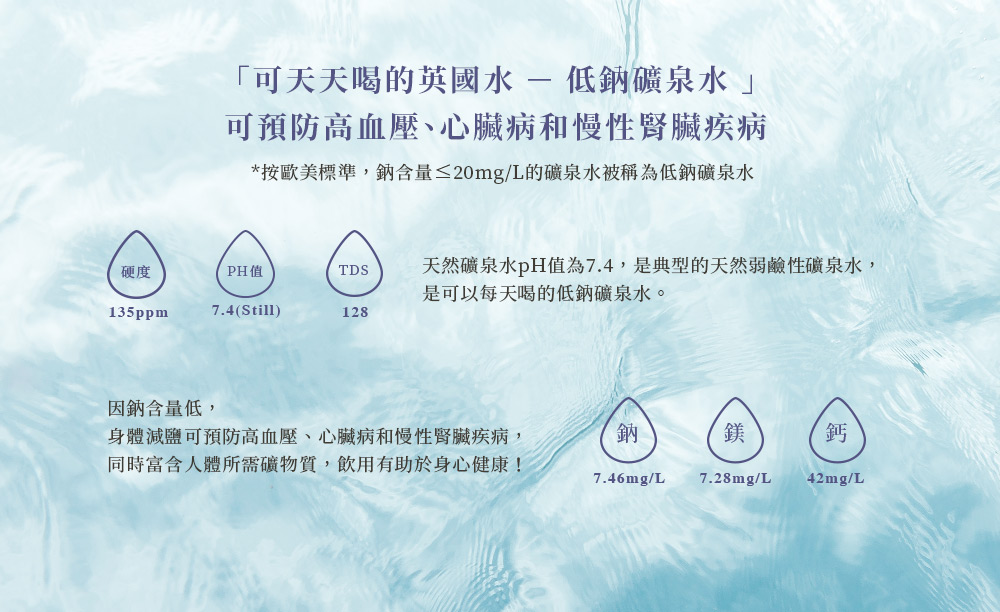 「可天天喝的英國水 － 低鈉礦泉水 」
可預防高血壓、心臟病和慢性腎臟疾病
*按歐美標準，鈉含量≤20mg/L的礦泉水被稱為低鈉礦泉水
硬度
135ppm
PH值
7.4(Still)
TDS
128
天然礦泉水pH值為7.4，是典型的天然弱鹼性礦泉水，
是可以每天喝的低鈉礦泉水。
因鈉含量低，
身體減鹽可預防高血壓、心臟病和慢性腎臟疾病，
同時富含人體所需礦物質，飲用有助於身心健康！
鈉
7.46mg/L
鎂
7.28mg/L
鈣
42mg/L